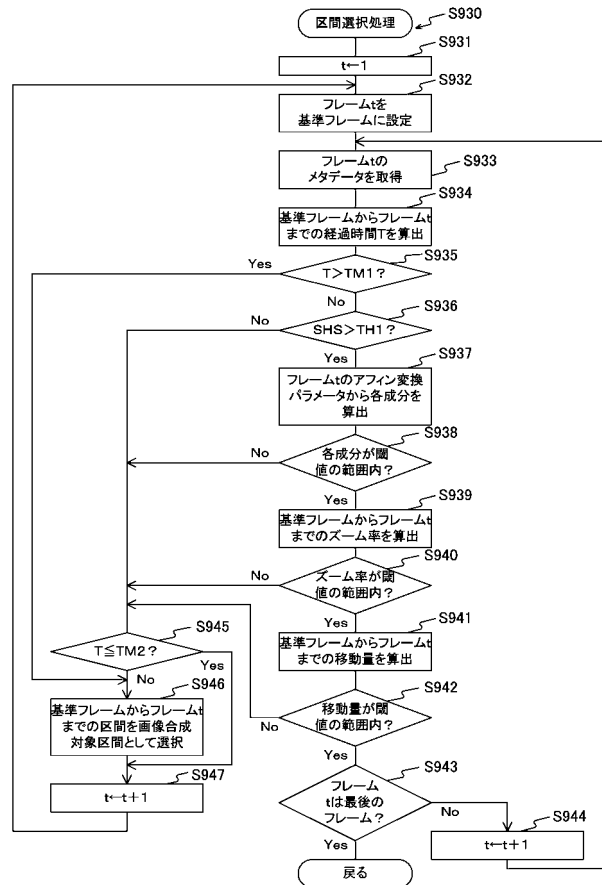 区間選択処理
S930
S931
t←1
S932
フレームtを
基準フレームに設定
S933
フレームtの
メタデータを取得
S934
基準フレームからフレームt
までの経過時間Tを算出
S935
Yes
T>TM1?
No
S936
No
SHS>TH1?
Yes
S937
フレームtのアフィン変換
パラメータから各成分を
算出
S938
No
各成分が閾
値の範囲内?
Yes
S939
基準フレームからフレームt
までのズーム率を算出
S940
No
ズーム率が閾
値の範囲内?
Yes
S941
基準フレームからフレームt
までの移動量を算出
S945
T≦TM2?
Yes
No
S946
基準フレームからフレームt
までの区間を画像合成
対象区間として選択
S942
移動量が閾
値の範囲内?
No
Yes
S947
t←t+1
S943
フレーム
tは最後の
フレーム?
No
Yes
S944
t←t+1
戻る